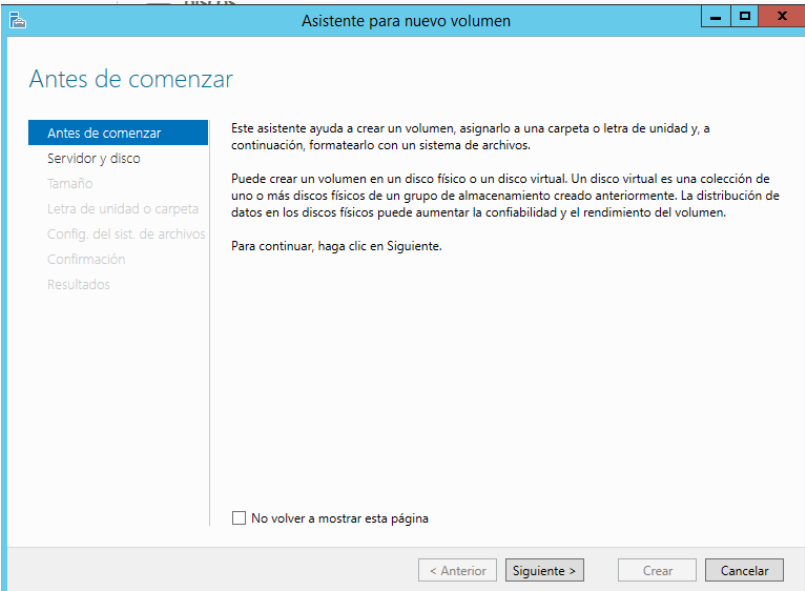 DISCOS
Asistente para nuevo volumen
Antes de comenzar
Antes de comenzar
Servidor y disco
Tamaño
Letra de unidad o carpeta
Config. del sist. de archivos
Confirmación
Resultados
Este asistente ayuda a crear un volumen, asignarlo a una carpeta o letra de unidad y, a
continuación, formatearlo con un sistema de archivos.
Puede crear un volumen en un disco físico o un disco virtual. Un disco virtual es una colección de
uno o más discos físicos de un grupo de almacenamiento creado anteriormente. La distribución de
datos en los discos físicos puede aumentar la confiabilidad y el rendimiento del volumen.
Para continuar, haga clic en Siguiente.
No volver a mostrar esta página
< Anterior
Siguiente >
Crear
Cancelar